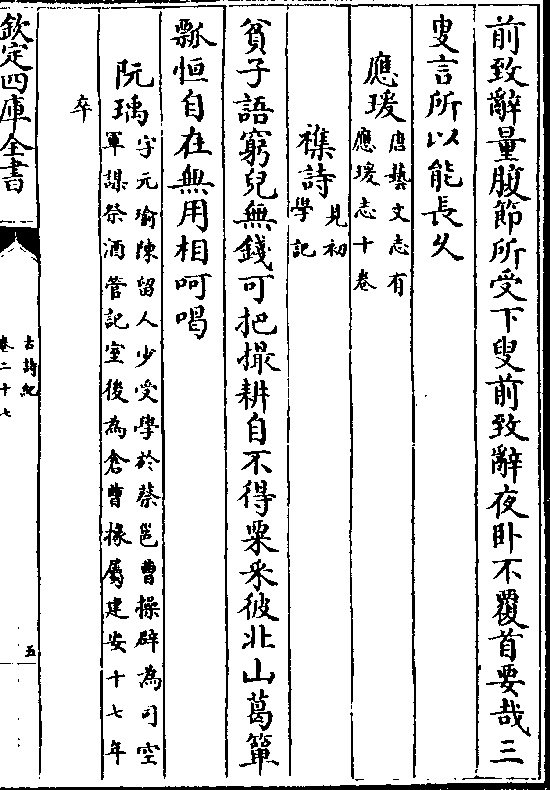 前致辭量腹節所受下叟前致辭夜卧不覆首要哉三
叟言所以能長久
應瑗唐藝文志有
應瑗志十卷
襍詩見初
學記
貧子語窮兒無錢可把撮耕自不得粟采彼北山葛簞
瓢恒自在無用相呵喝
阮瑀字元瑜陳留人少受學於蔡邕曹操辟為司空
軍謀祭酒管記室後為倉曹掾屬建安十七年
卒
欽定四庫全書
古詩紀
卷二十七
五